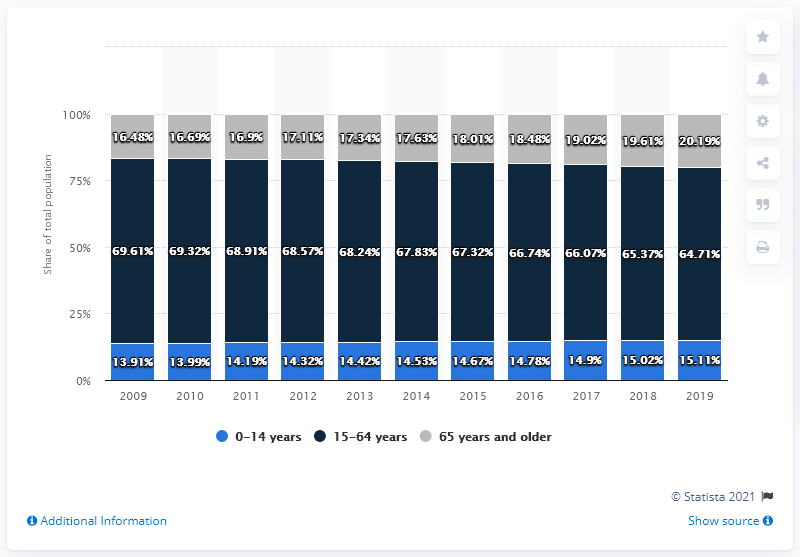 Share of total population
100%
75%
50%
25%
0%
16.48% 16.69% 16.9% 17.11% 17.34% 17.63% 18.01% 18.48% 19.02% 19.61% 20.19%
69.61% 69.32% 68.91% 68.57% 68.24% 67.83% 67.32% 66.74% 66.07% 65.37% 64.71%
13.91% 13.99% 14.19% 14.32% 14.42% 14.53% 14.67% 14.78% 14.9% 15.02% 15.11%
2009 2010 2011 2012 2013 2014 2015 2016 2017 2018 2019
0-14 years 15-64 years 65 years and older
© Statista 2021
Additional Information Show source